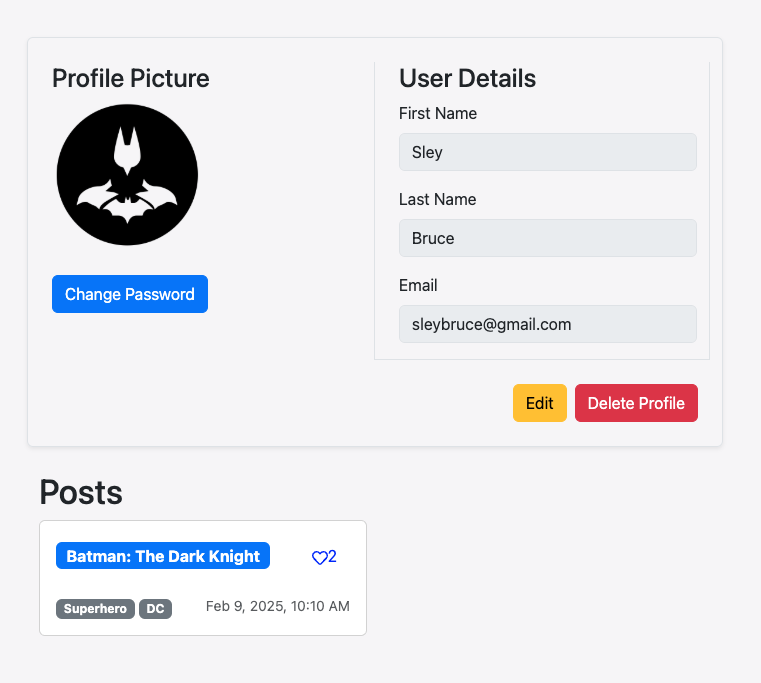 Profile Picture
Change Password
User Details
First Name
Sley
Last Name
Bruce
Email
sleybruce@gmail.com
Edit
Delete Profile
Posts
Batman: The Dark Knight
2
Superhero
DC
Feb 9, 2025, 10:10 AM